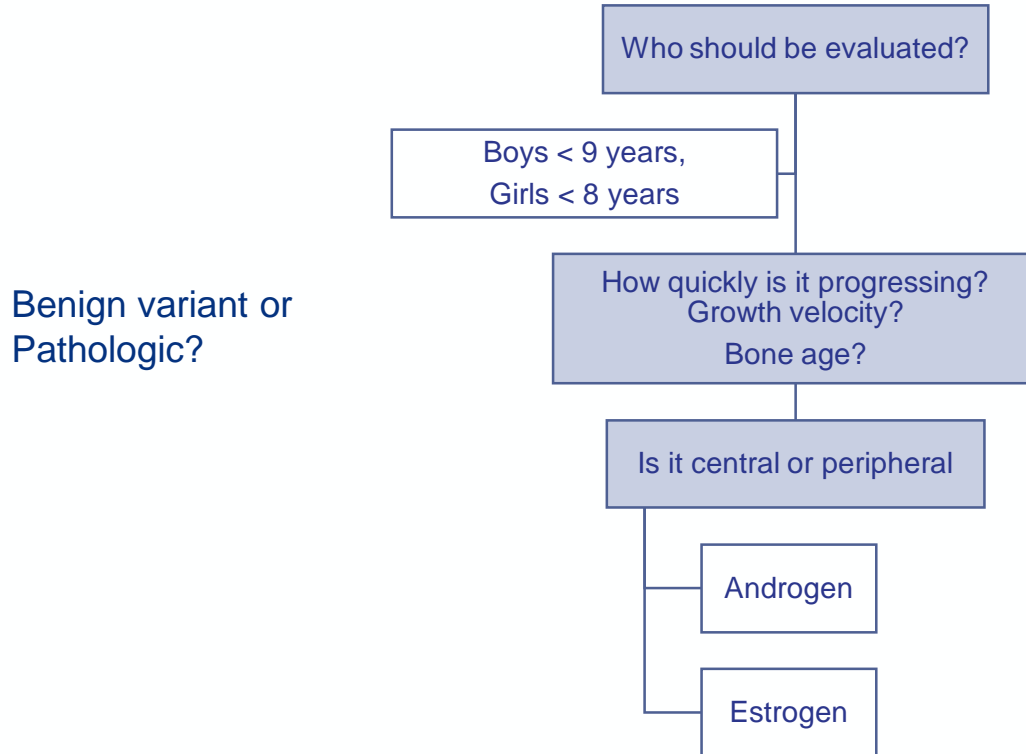 Who should be evaluated?
Boys < 9 years,
Girls < 8 years
Benign variant or
Pathologic?
How quickly is it progressing?
Growth velocity?
Bone age?
Is it central or peripheral
Androgen
Estrogen